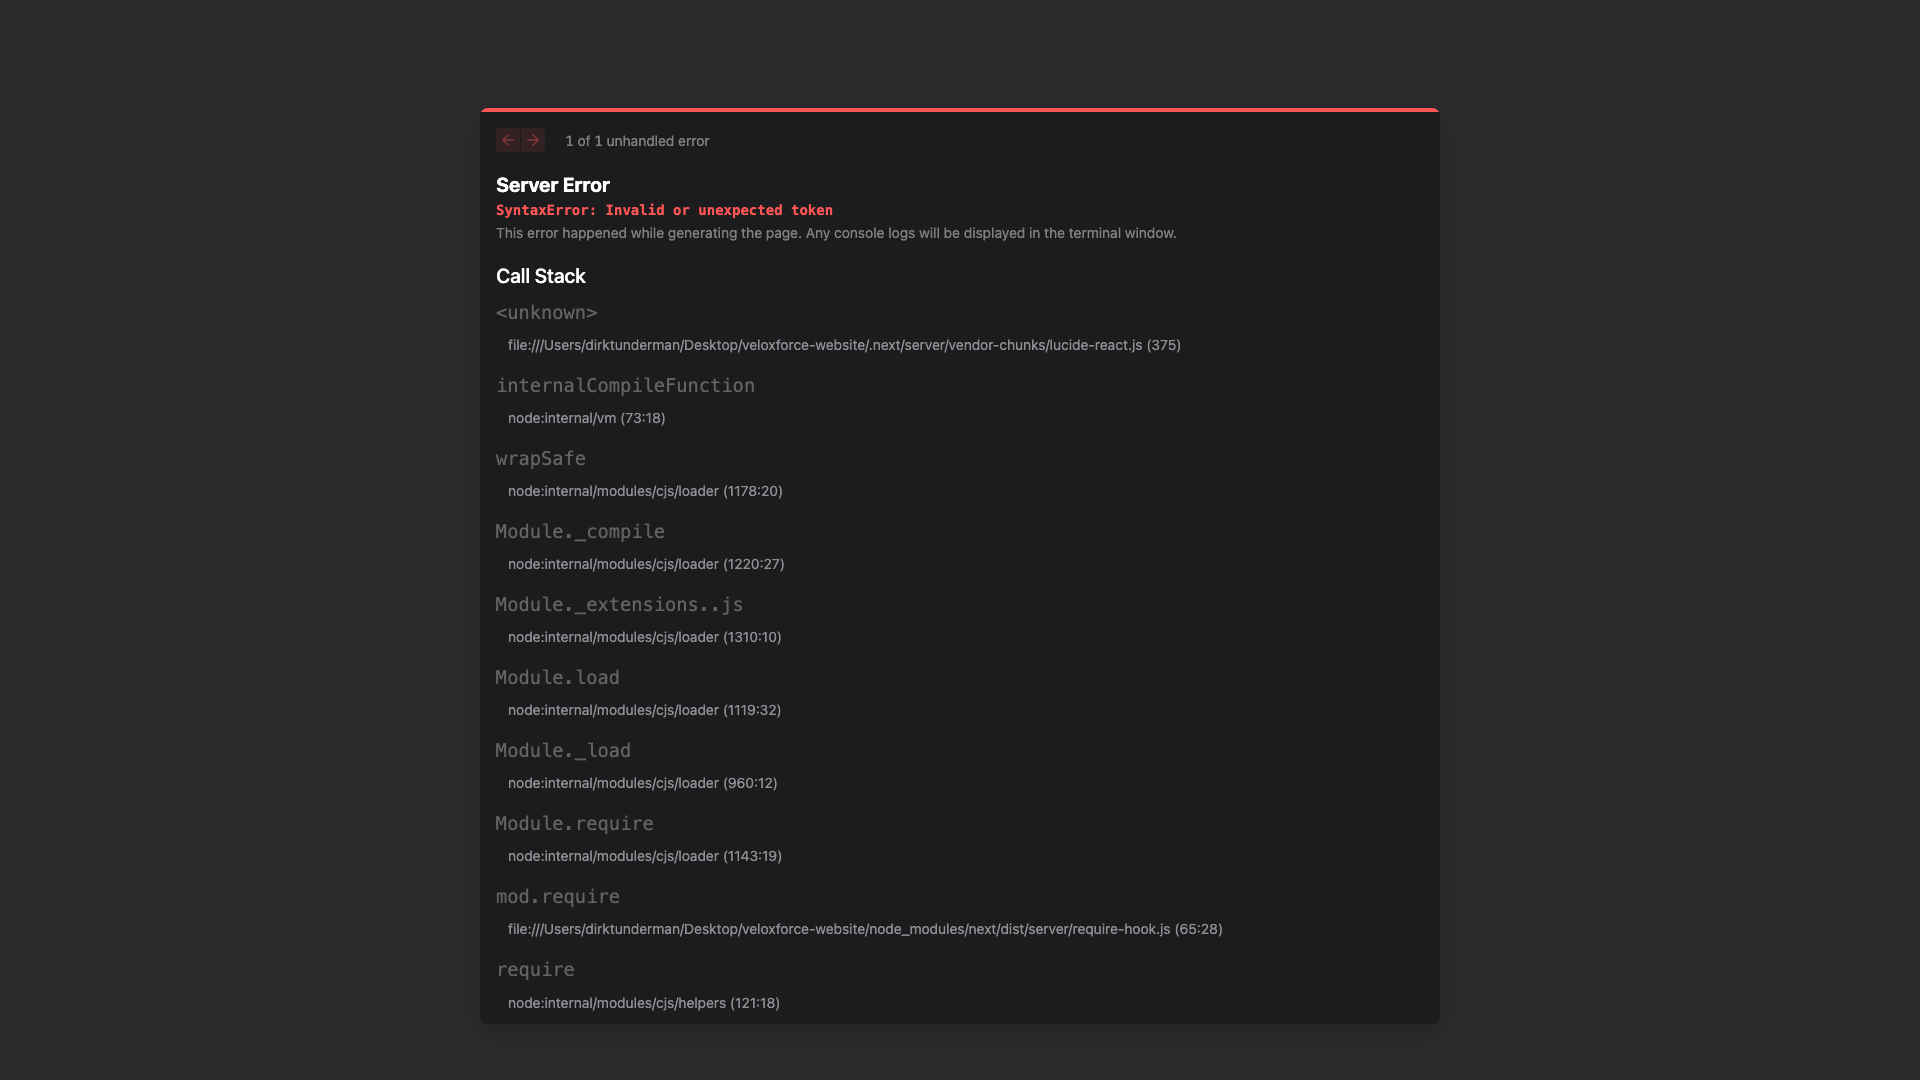 1 of 1 unhandled error
Server Error
SyntaxError: Invalid or unexpected token
This error happened while generating the page. Any console logs will be displayed in the terminal window.
Call Stack
<unknown>
file:///Users/dirktunderman/Desktop/veloxforce-website/.next/server/vendor-chunks/lucide-react.js (375)
internalCompileFunction
node:internal/vm (73:18)
wrapSafe
node:internal/modules/cjs/loader (1178:20)
Module._compile
node:internal/modules/cjs/loader (1220:27)
Module._extensions..js
node:internal/modules/cjs/loader (1310:10)
Module.load
node:internal/modules/cjs/loader (1119:32)
Module._load
node:internal/modules/cjs/loader (960:12)
Module.require
node:internal/modules/cjs/loader (1143:19)
mod.require
file:///Users/dirktunderman/Desktop/veloxforce-website/node_modules/next/dist/server/require-hook.js (65:28)
require
node:internal/modules/cjs/helpers (121:18)